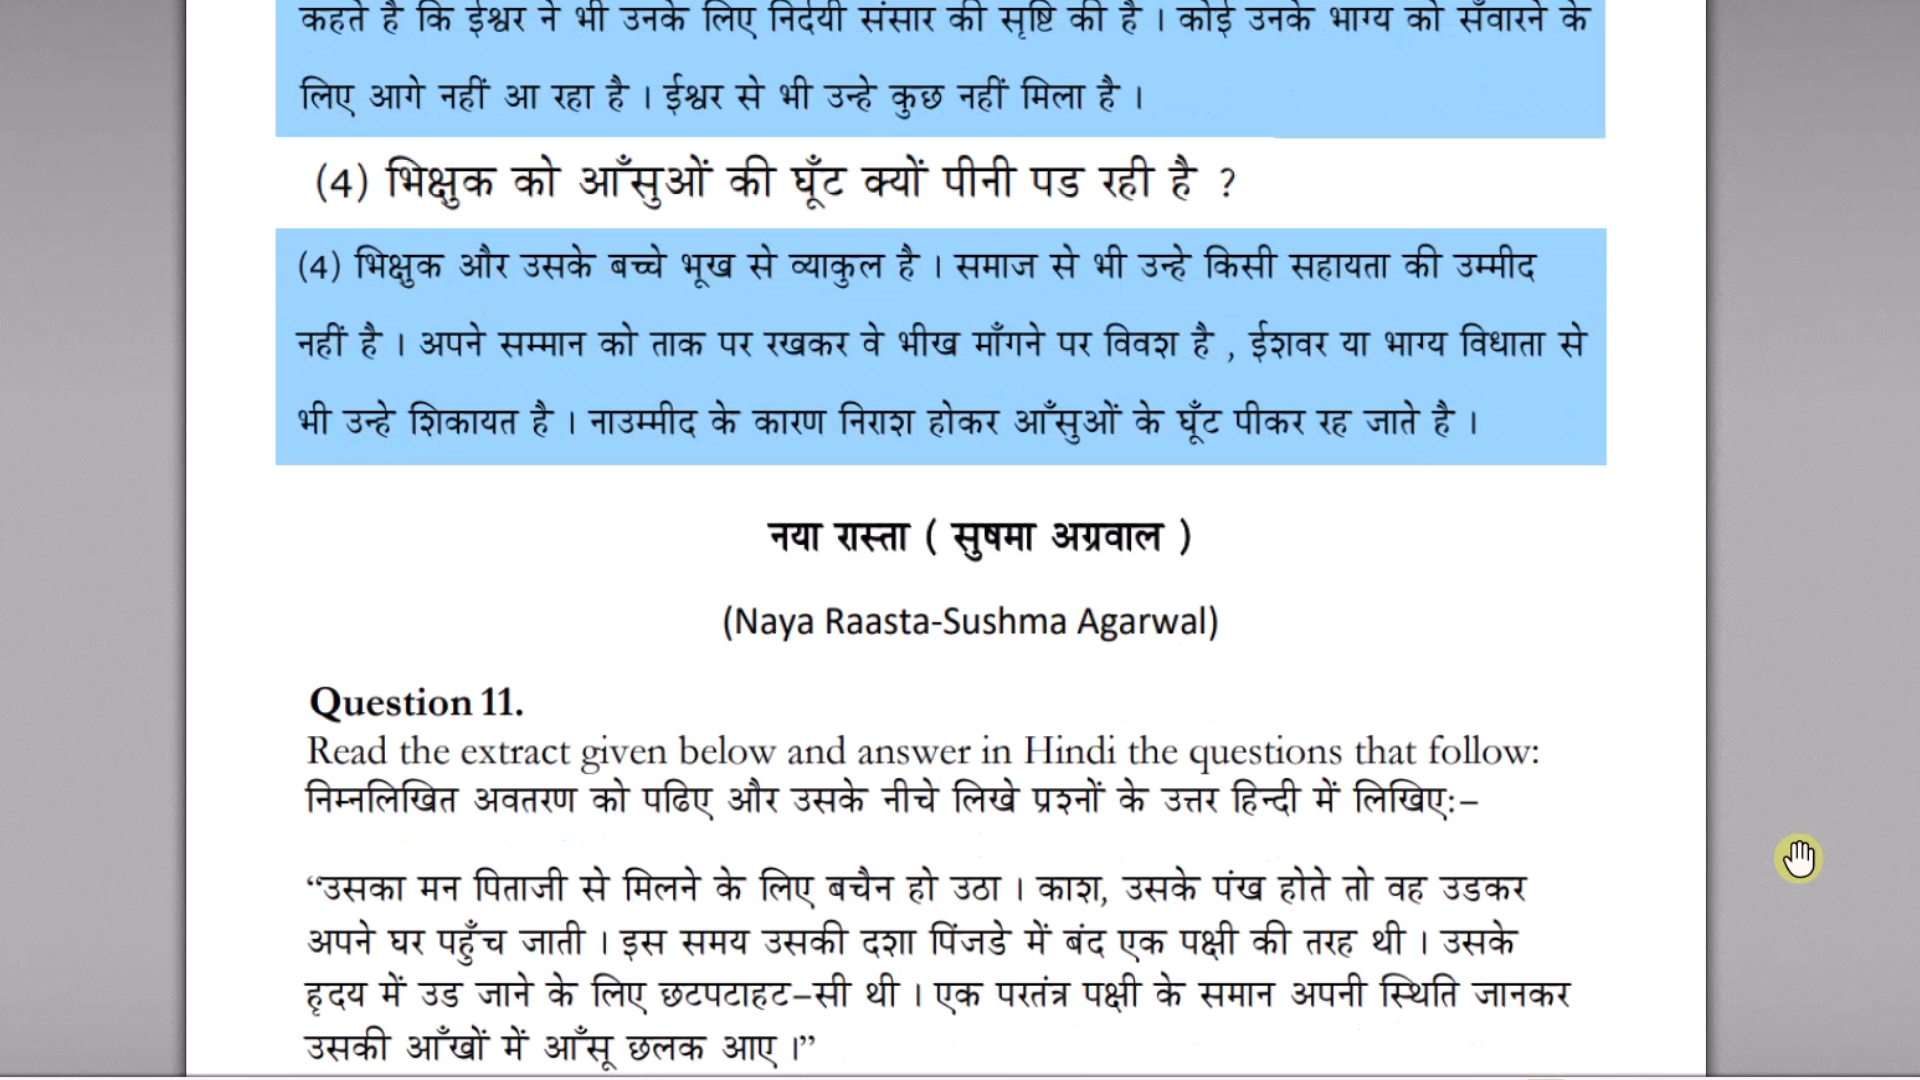 कहते है कि ईश्वर ने भी उनके लिए निर्दयी संसार की सृष्टि की है । कोई उनके भाग्य को सँवारने के
लिए आगे नहीं आ रहा है । ईश्वर से भी उन्हे कुछ नहीं मिला है ।
(4) भिक्षुक को आँसुओं की घूँट क्यों पीनी पड रही है ?
(4) भिक्षुक और उसके बच्चे भूख से व्याकुल है । समाज से भी उन्हे किसी सहायता की उम्मीद
नहीं है । अपने सम्मान को ताक पर रखकर वे भीख माँगने पर विवश है , ईशवर या भाग्य विधाता से
भी उन्हे शिकायत है । नाउम्मीद के कारण निराश होकर आँसुओं के घूँट पीकर रह जाते है ।
नया रास्ता ( सुषमा अग्रवाल )
(Naya Raasta-Sushma Agarwal)
Question 11.
Read the extract given below and answer in Hindi the questions that follow:
निम्नलिखित अवतरण को पढिए और उसके नीचे लिखे प्रश्नों के उत्तर हिन्दी में लिखिए:–
“उसका मन पिताजी से मिलने के लिए बचैन हो उठा । काश, उसके पंख होते तो वह उडकर
अपने घर पहुँच जाती । इस समय उसकी दशा पिंजडे में बंद एक पक्षी की तरह थी । उसके
हृदय में उड जाने के लिए छटपटाहट–सी थी । एक परतंत्र पक्षी के समान अपनी स्थिति जानकर
उसकी आँखों में आँसू छलक आए ।”